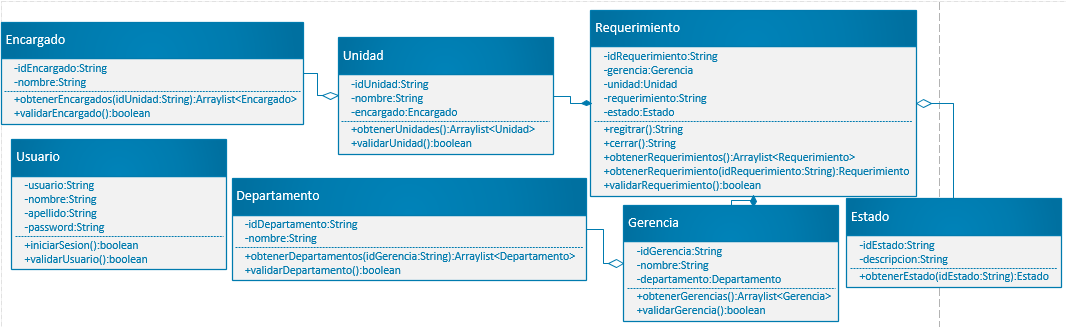 Encargado
-idEncargado:String
-nombre:String
+obtenerEncargados(idUnidad:String):Arraylist<Encargado>
+validarEncargado():boolean
Unidad
-idUnidad:String
-nombre:String
-encargado:Encargado
+obtenerUnidades():Arraylist<Unidad>
+validarUnidad():boolean
Requerimiento
-idRequerimiento:String
-gerencia:Gerencia
-unidad:Unidad
-requerimiento:String
-estado:Estado
+regitrar():String
+cerrar():String
+obtenerRequerimientos():Arraylist<Requerimiento>
+obtenerRequerimiento(idRequerimiento:String):Requerimiento
+validarRequerimiento():boolean
Usuario
-usuario:String
-nombre:String
-apellido:String
-password:String
+iniciarSesion():boolean
+validarUsuario():boolean
Departamento
-idDepartamento:String
-nombre:String
+obtenerDepartamentos(idGerencia:String):Arraylist<Departamento>
+validarDepartamento():boolean
Gerencia
-idGerencia:String
-nombre:String
-departamento:Departamento
+obtenerGerencias():Arraylist<Gerencia>
+validarGerencia():boolean
Estado
-idEstado:String
-descripcion:String
+obtenerEstado(idEstado:String):Estado